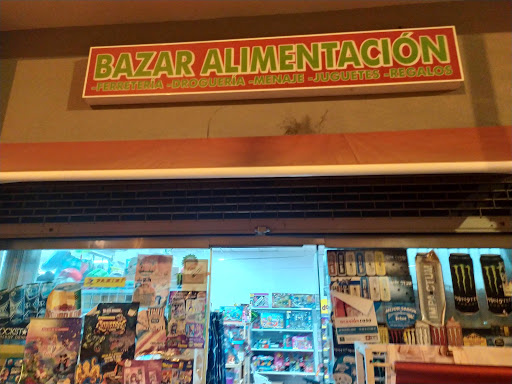 BAZAR ALIMENTACIÓN
-FERRETERÍA -DROGUERÍA -MENAJE -JUGUETES -REGALOS